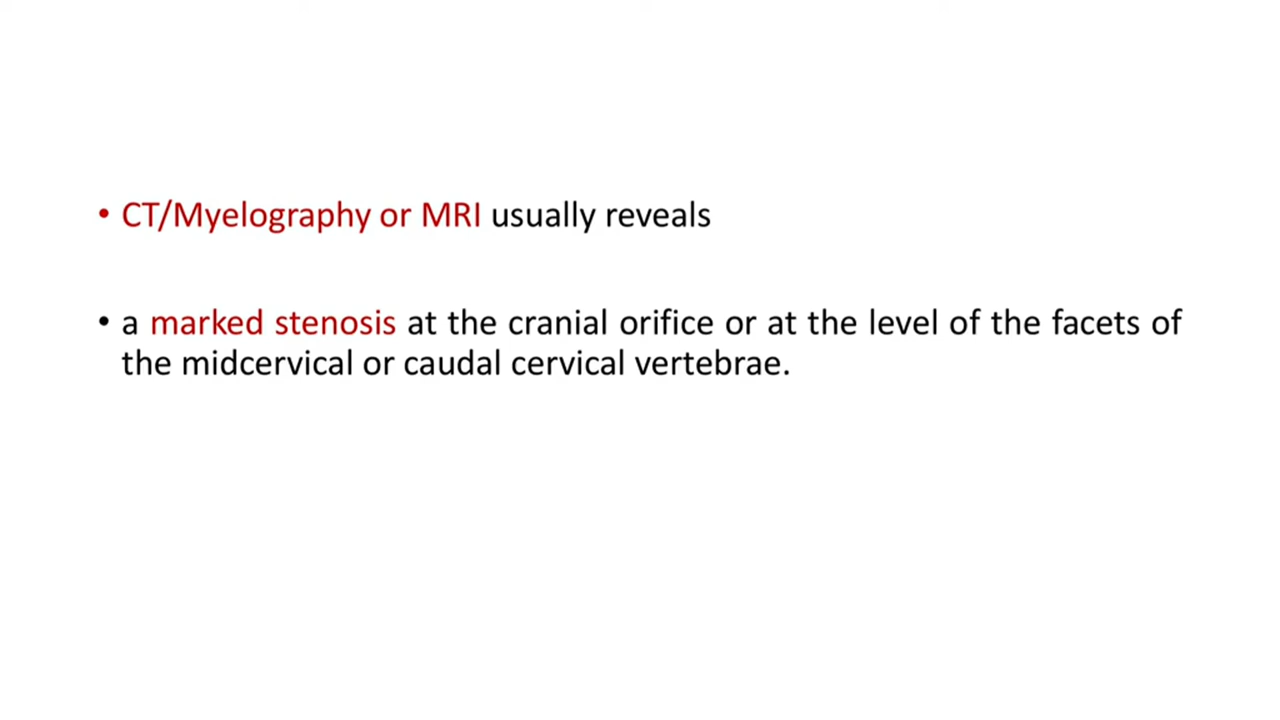 • CT/Myelography or MRI usually reveals
• a marked stenosis at the cranial orifice or at the level of the facets of
the midcervical or caudal cervical vertebrae.